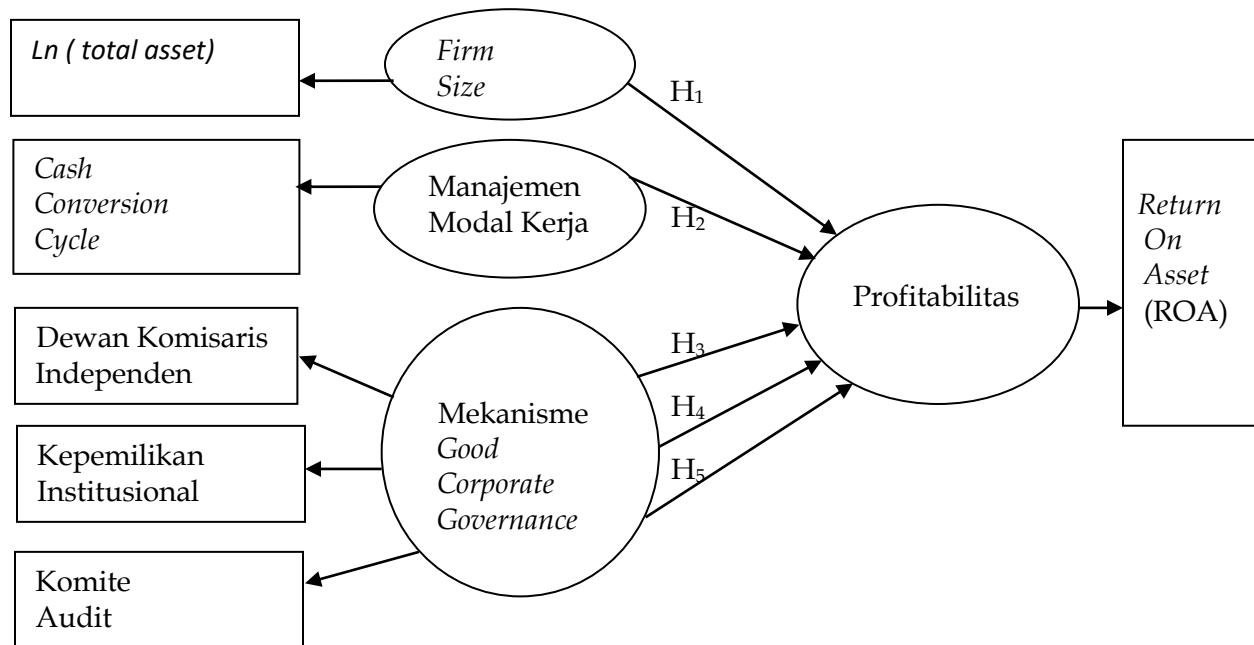 Ln ( total asset)
Firm
Size
H1
Cash
Conversion
Cycle
Manajemen
Modal Kerja
H2
Return
On
Asset
(ROA)
Profitabilitas
Dewan Komisaris
Independen
H3
Mekanisme
Good
Corporate
Governance
H4
Kepemilikan
Institusional
H5
Komite
Audit